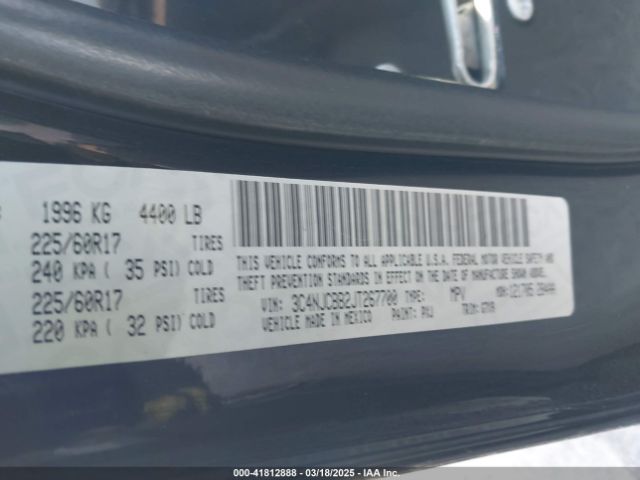 1996 KG 4400 LB
225/60R17 TIRES
240 KPA ( 35 PSI) COLD
225/60R17 TIRES
220 KPA ( 32 PSI) COLD
THIS VEHICLE CONFORMS TO ALL APPLICABLE U.S.A. FEDERAL MOTOR VEHICLE SAFETY AND
THEFT PREVENTION STANDARDS IN EFFECT ON THE DATE OF MANUFACTURE SHOWN ABOVE.
VIN: 3C4NJCBB2JT267700 TYPE: MPV
VEHICLE MADE IN MEXICO PAINT: TRIM:
000-41812888 | 03/18/2025 | IAA Inc.